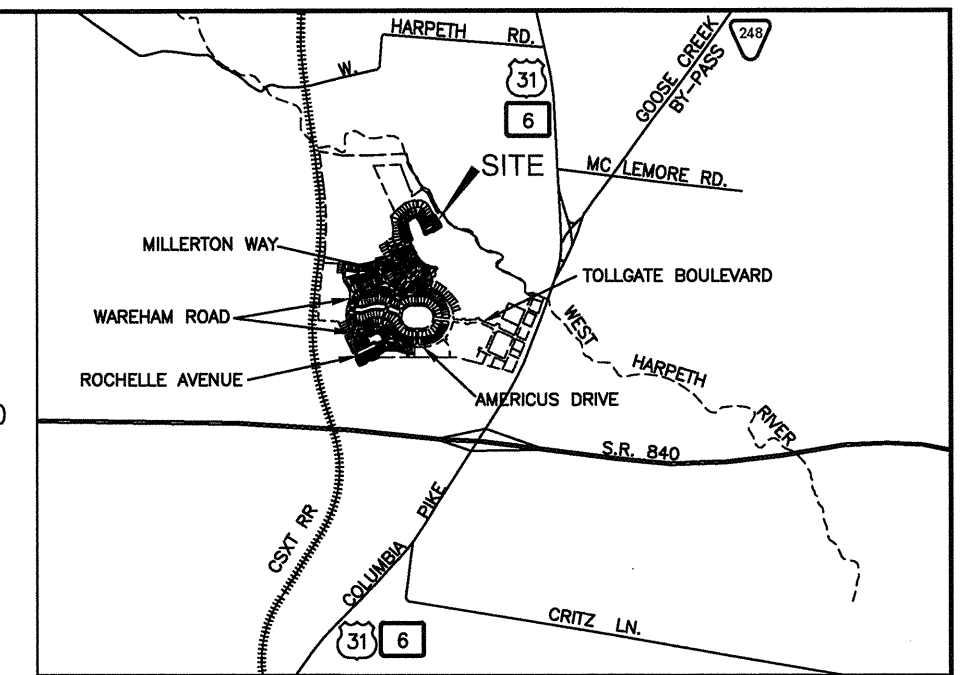 HARPETH RD.
W.
31
6
GOOSE CREEK
BY-PASS
248
SITE
MC LEMORE RD.
MILLERTON WAY
TOLLGATE BOULEVARD
WAREHAM ROAD
WEST HARPETH RIVER
ROCHELLE AVENUE
AMERICUS DRIVE
0
S.R. 840
CSXT RR
COLUMBIA PIKE
CRITZ LN.
31
6